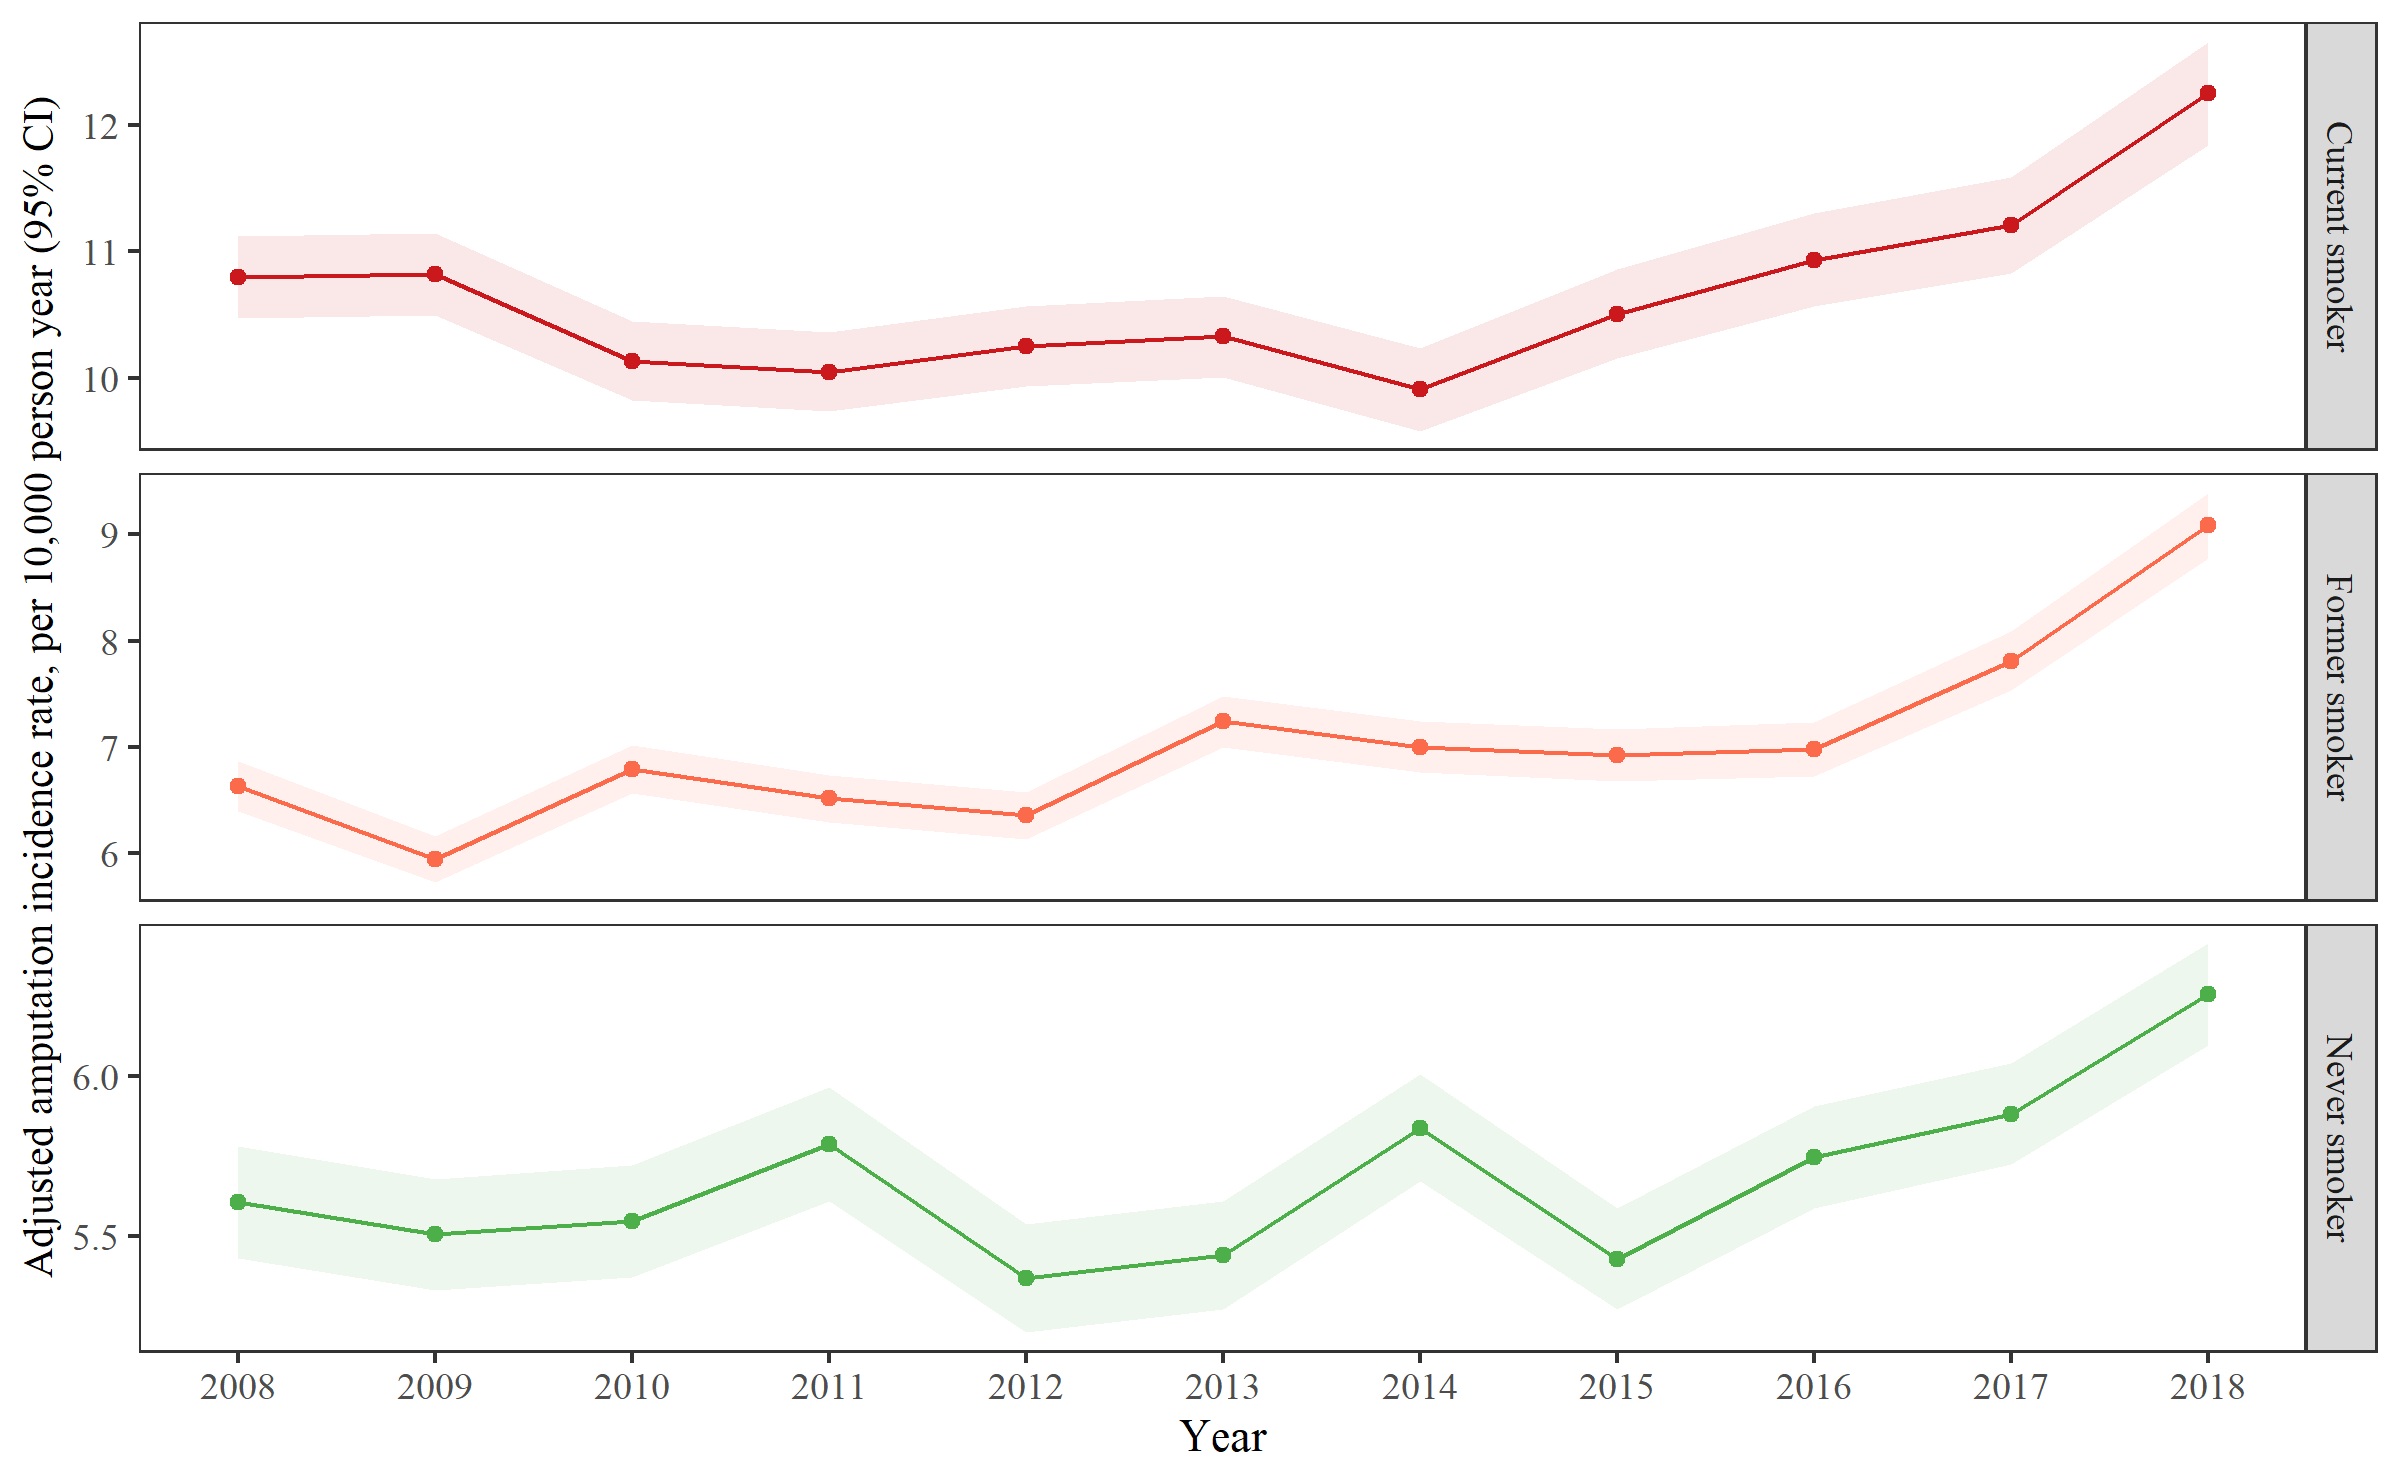 Adjusted amputation incidence rate, per 10,000 person year (95% CI)
12
11
10
Current smoker
9
8
7
6
Former smoker
6.0
5.5
Never smoker
2008 2009 2010 2011 2012 2013 2014 2015 2016 2017 2018
Year